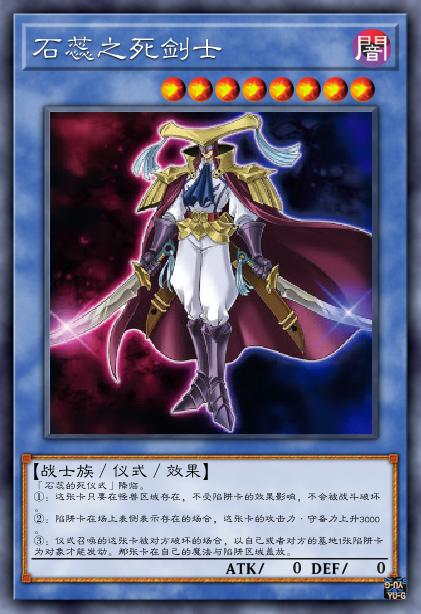 石蕊之死剑士
闇
【战士族/仪式/效果】
「石蕊的死仪式」降临。
①：这张卡只要在怪兽区域存在，不受陷阱卡的效果影响，不会被战斗破坏
。
②：陷阱卡在场上表侧表示存在的场合，这张卡的攻击力·守备力上升3000
。
③：仪式召唤的这张卡被对方破坏的场合，以自己或者对方的墓地1张陷阱卡
为对象才能发动。那张卡在自己的魔法与陷阱区域盖放。
ATK/ 0 DEF/ 0